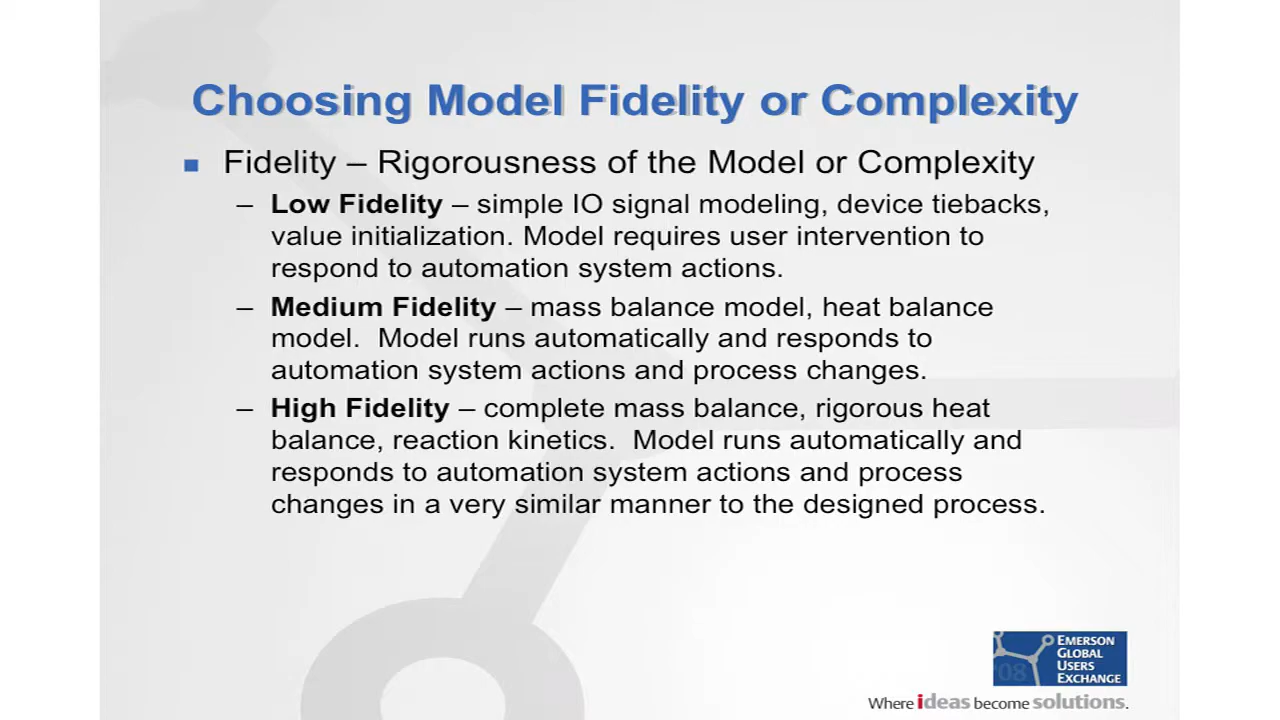 Choosing Model Fidelity or Complexity
Fidelity – Rigorousness of the Model or Complexity
– Low Fidelity – simple IO signal modeling, device tiebacks,
value initialization. Model requires user intervention to
respond to automation system actions.
– Medium Fidelity – mass balance model, heat balance
model.  Model runs automatically and responds to
automation system actions and process changes.
– High Fidelity – complete mass balance, rigorous heat
balance, reaction kinetics.  Model runs automatically and
responds to automation system actions and process
changes in a very similar manner to the designed process.
EMERSON
GLOBAL
USERS
'08 EXCHANGE
Where ideas become solutions.